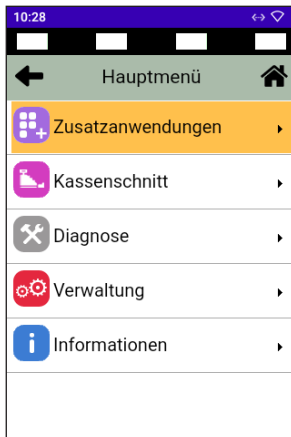 10:28
Hauptmenü
Zusatzanwendungen
Kassenschnitt
Diagnose
Verwaltung
Informationen